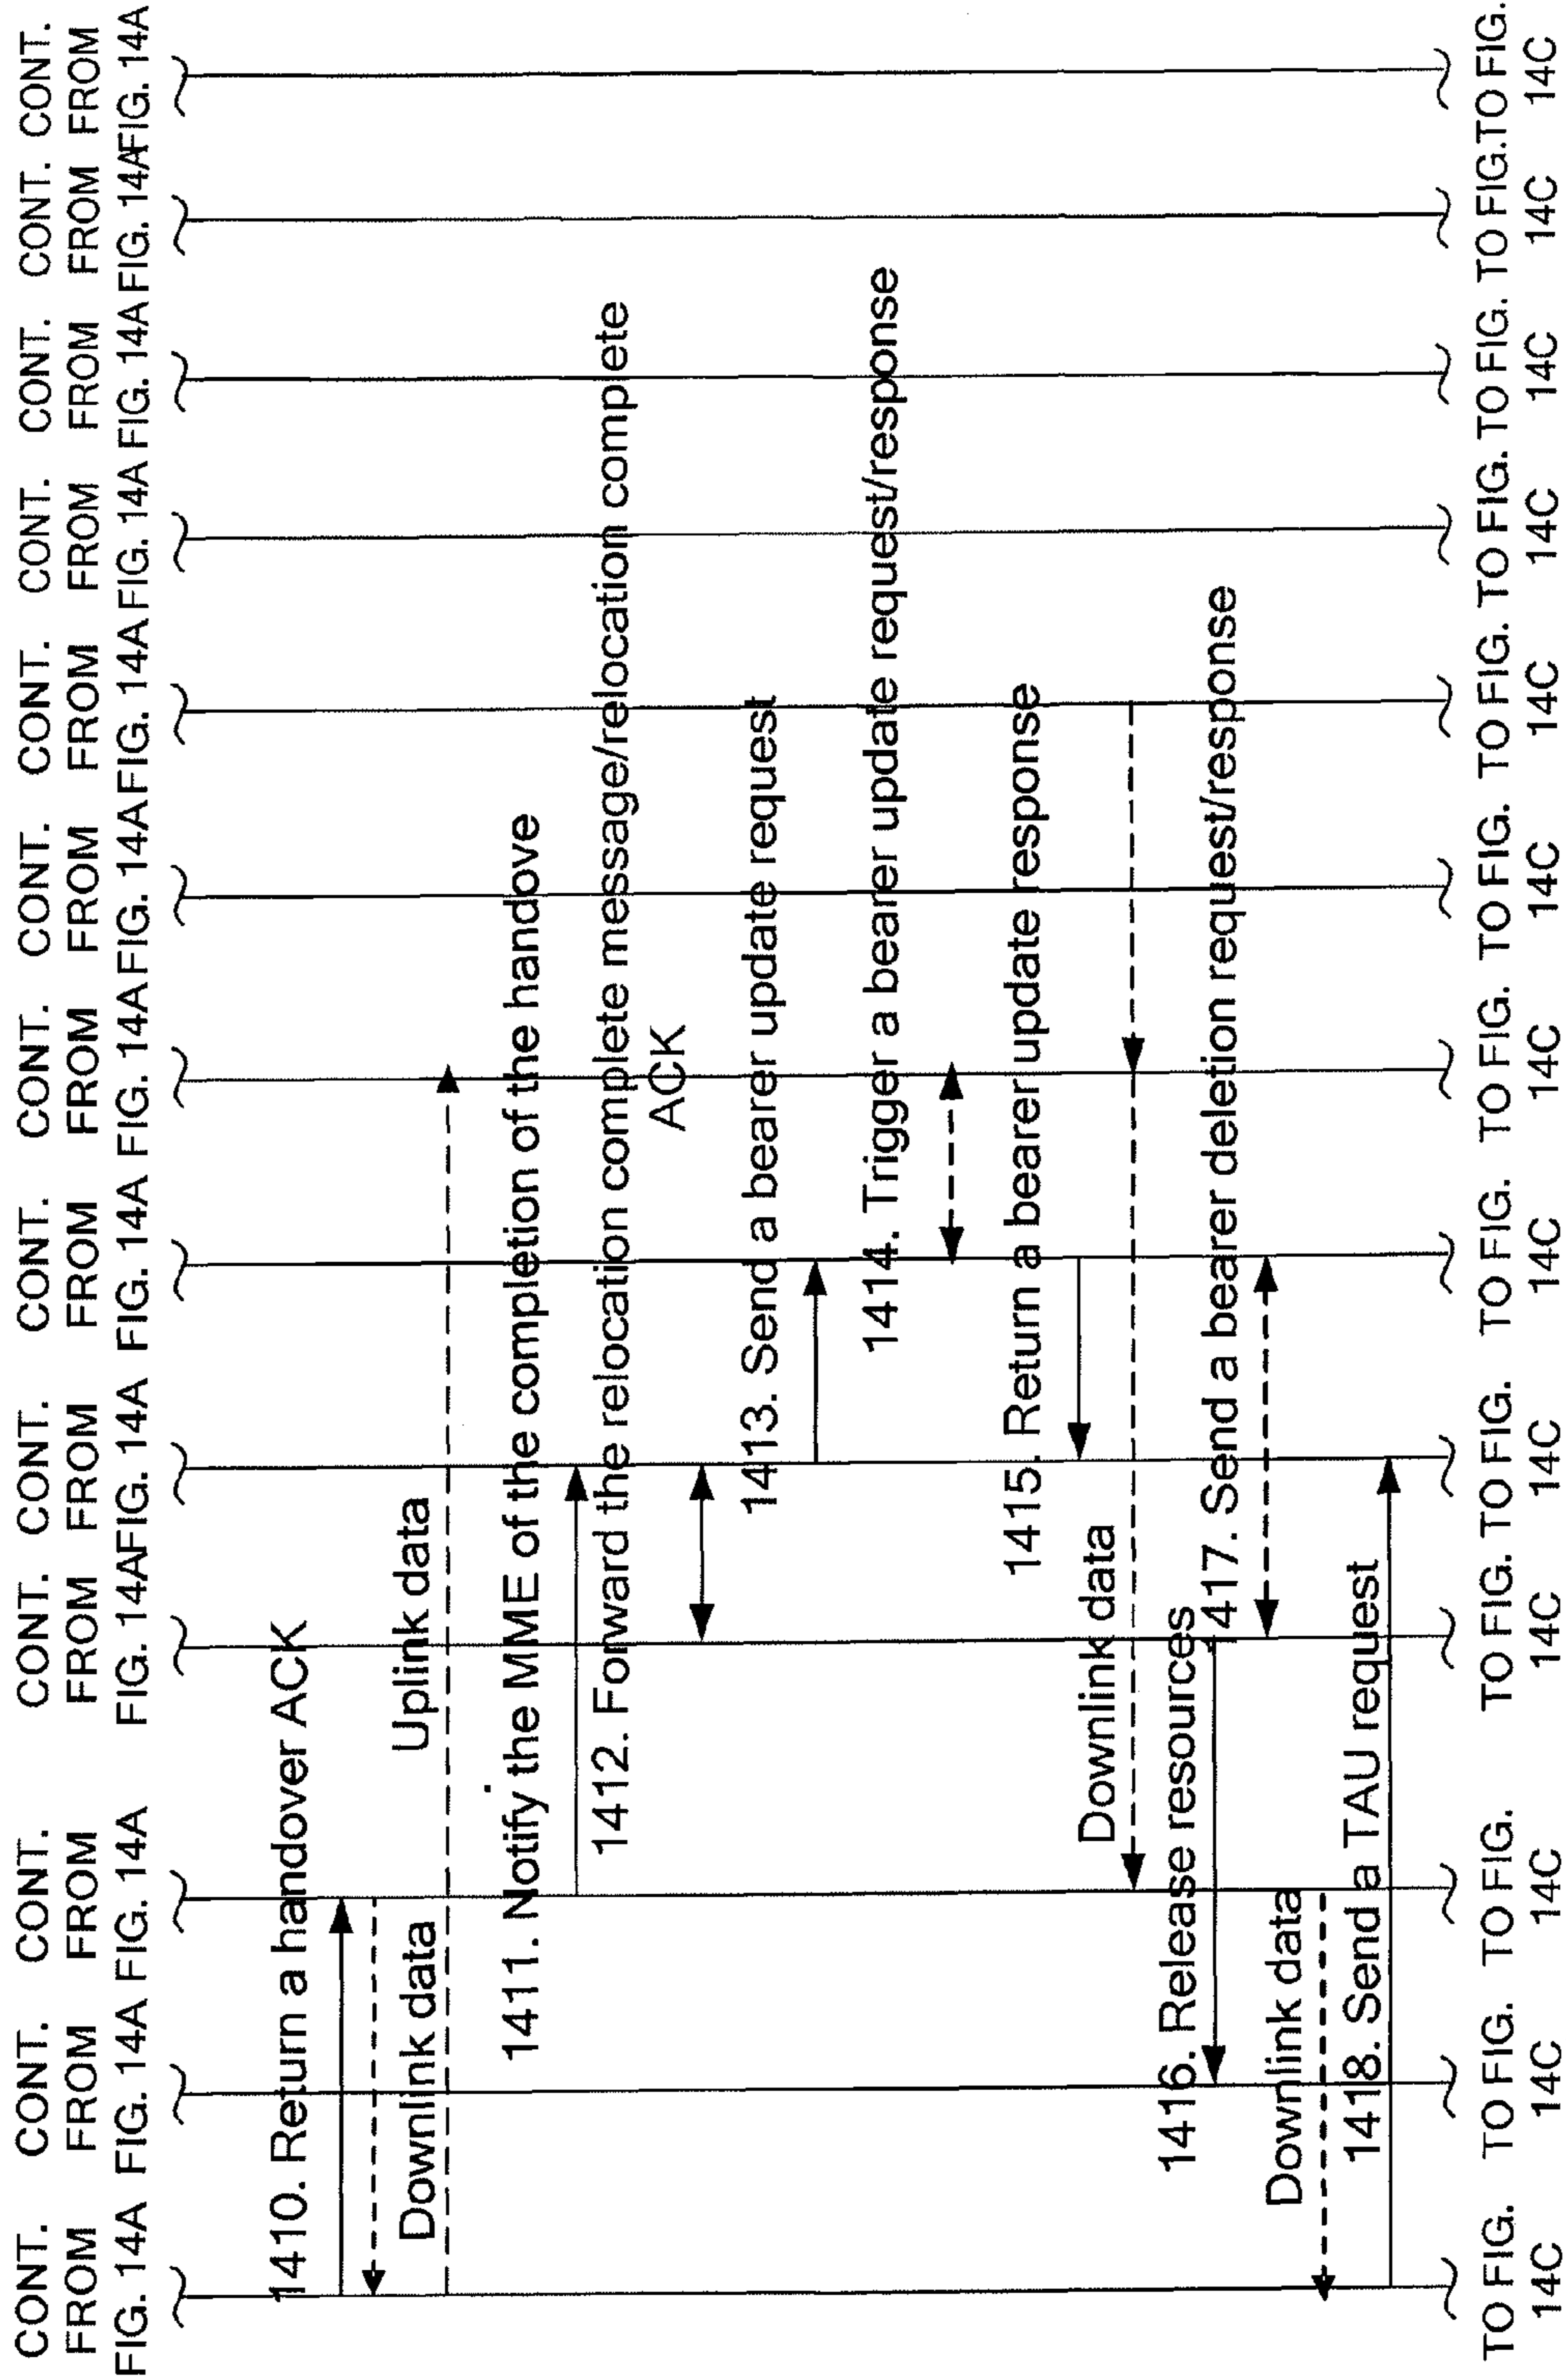 CONT. CONT. CONT. CONT. CONT. CONT. CONT. CONT. CONT. CONT. CONT. CONT. CONT.
FROM FROM FROM FROM FROM FROM FROM FROM FROM FROM FROM FROM FROM
FIG. 14A FIG. 14A FIG. 14A FIG. 14A FIG. 14A FIG. 14A FIG. 14A FIG. 14A FIG. 14A FIG. 14A FIG. 14A FIG. 14A FIG. 14A
1410. Return a handover ACK
Downlink data
Uplink data
1411. Notify the MME of the completion of the handove
1412. Forward the relocation complete message/relocation complete
ACK
1413. Send a bearer update request
1414. Trigger a bearer update request/response
1415. Return a bearer update response
Downlink data
1416. Release resources
1417. Send a bearer deletion request/response
Downlink data
1418. Send a TAU request
TO FIG. TO FIG. TO FIG. TO FIG. TO FIG. TO FIG. TO FIG. TO FIG. TO FIG. TO FIG. TO FIG. TO FIG. TO FIG.
14C 14C 14C 14C 14C 14C 14C 14C 14C 14C 14C 14C 14C